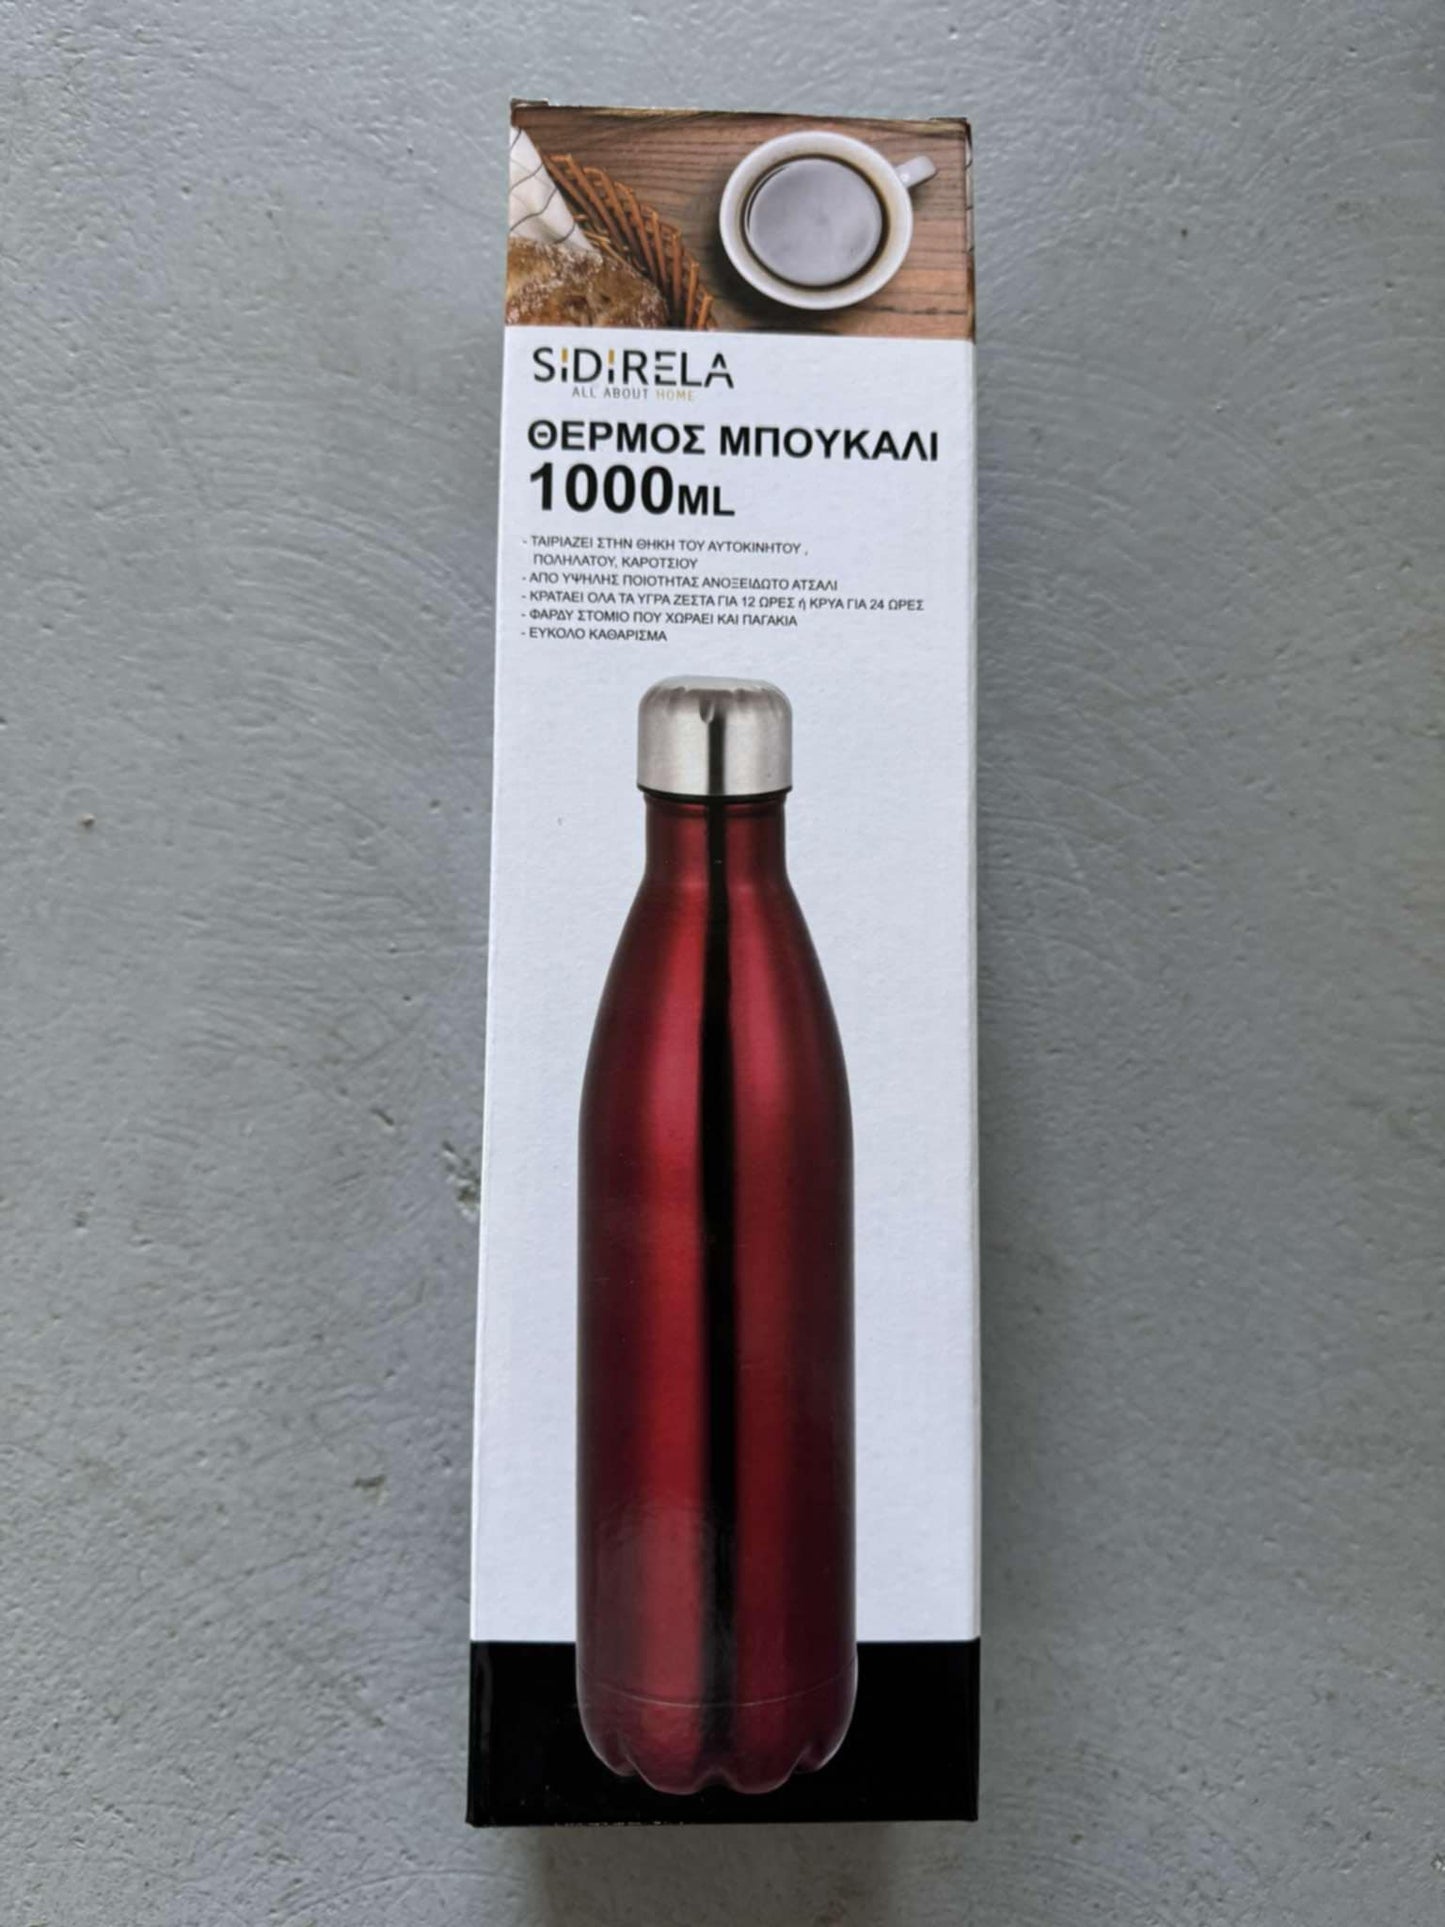 SIDIRELA
ALL ABOUT HOME
ΘΕΡΜΟΣ ΜΠΟΥΚΑΛΙ
1000ML
- ΤΑΙΡΙΑΖΕΙ ΣΤΗΝ ΘΗΚΗ ΤΟΥ ΑΥΤΟΚΙΝΗΤΟΥ ,
ΠΟΛΗΛΑΤΟΥ, ΚΑΡΟΤΣΙΟΥ
- ΑΠΟ ΥΨΗΛΗΣ ΠΟΙΟΤΗΤΑΣ ΑΝΟΞΕΙΔΩΤΟ ΑΤΣΑΛΙ
- ΚΡΑΤΑΕΙ ΟΛΑ ΤΑ ΥΓΡΑ ΖΕΣΤΑ ΓΙΑ 12 ΩΡΕΣ ή ΚΡΥΑ ΓΙΑ 24 ΩΡΕΣ
- ΦΑΡΔΥ ΣΤΟΜΙΟ ΠΟΥ ΧΩΡΑΕΙ ΚΑΙ ΠΑΓΑΚΙΑ
- ΕΥΚΟΛΟ ΚΑΘΑΡΙΣΜΑ